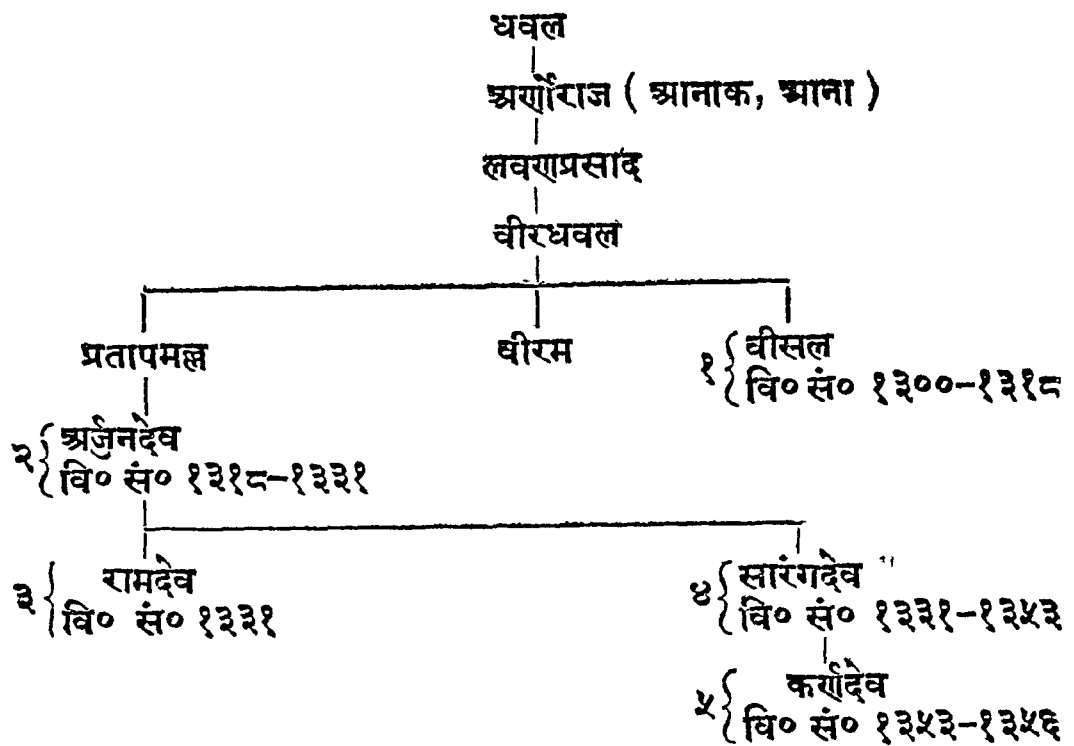 धवल
अर्णोराज ( आनाक, आना )
लवणप्रसाद
वीरधवल
प्रतापमल्ल वीरम १ { वीसल
वि० सं० १३००-१३१८
२ { अर्जुनदेव
वि० सं० १३१८-१३३१
३ { रामदेव ४ { सारंगदेव
वि० सं० १३३१ वि० सं० १३३१-१३५३
५ { कर्णदेव
वि० सं० १३५३-१३५६